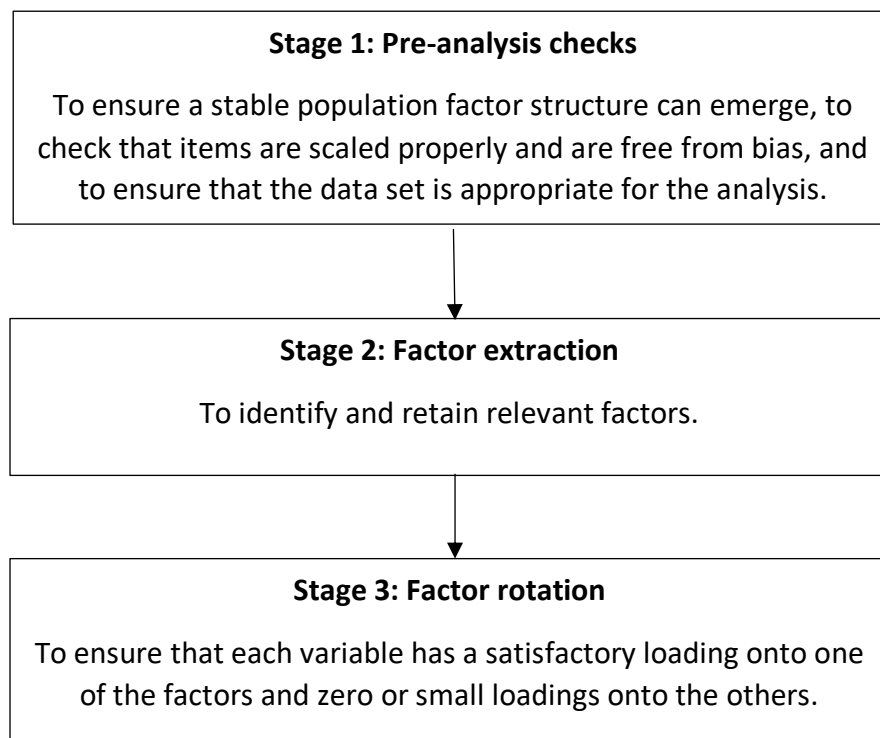 Stage 1: Pre-analysis checks
To ensure a stable population factor structure can emerge, to
check that items are scaled properly and are free from bias, and
to ensure that the data set is appropriate for the analysis.
Stage 2: Factor extraction
To identify and retain relevant factors.
Stage 3: Factor rotation
To ensure that each variable has a satisfactory loading onto one
of the factors and zero or small loadings onto the others.